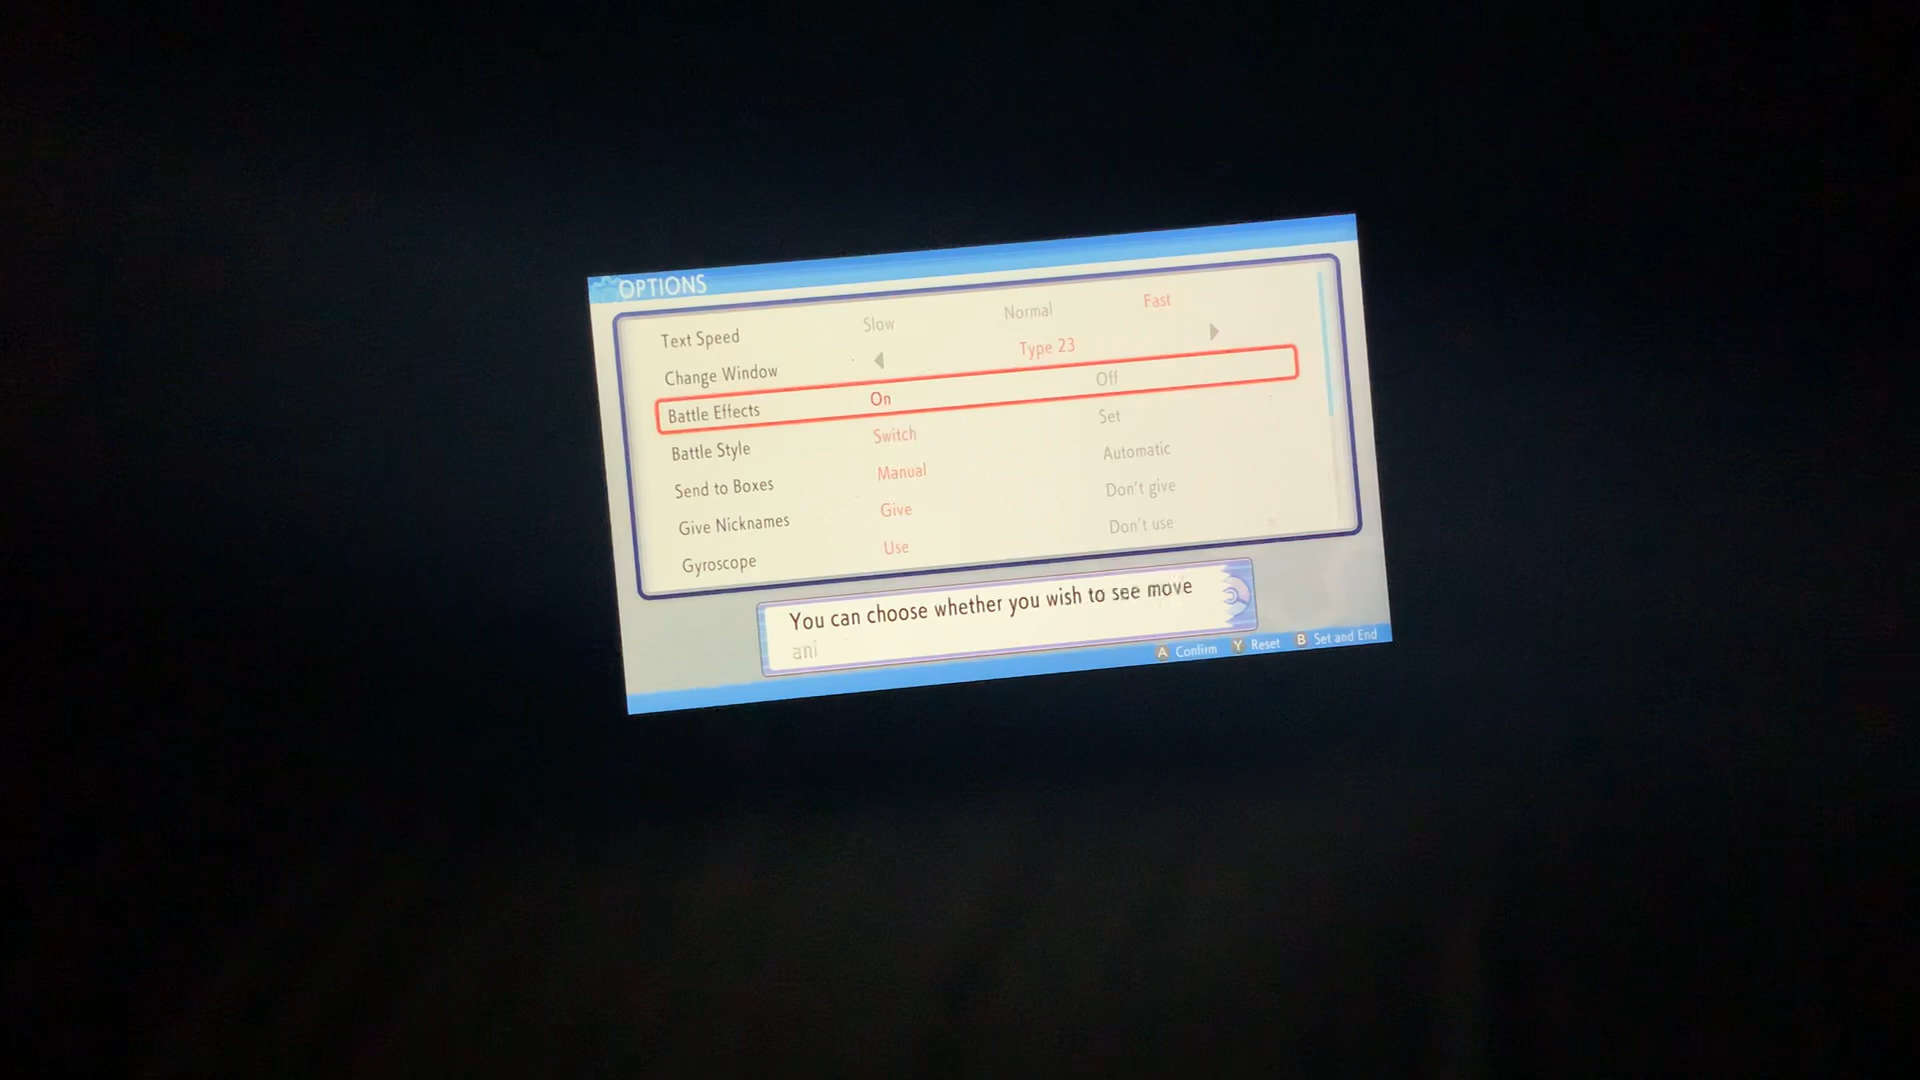 OPTIONS
Text Speed Slow Normal Fast
Change Window Type 23
Battle Effects On Off
Battle Style Switch Set
Send to Boxes Manual Automatic
Give Nicknames Give Don't give
Gyroscope Use Don't use
You can choose whether you wish to see move
ani
A Confirm Y Reset B Set and End